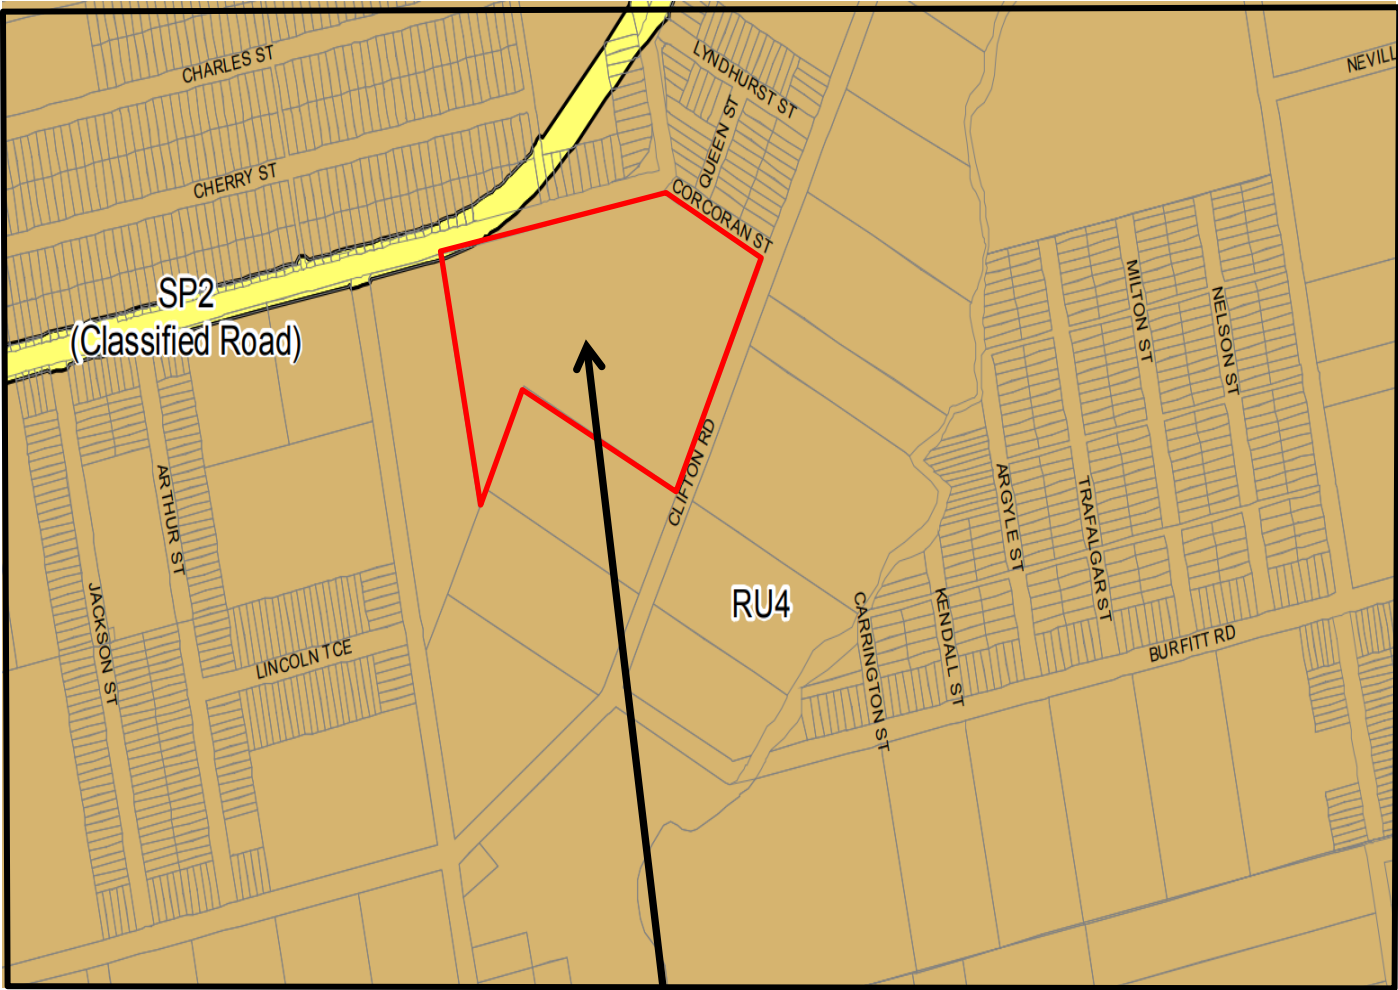 CHARLES ST
CHERRY ST
LYNDHURST ST
QUEEN ST
CORCORAN ST
NEVILL
SP2
(Classified Road)
MILTON ST
NELSON ST
CLIFTON RD
ARTHUR ST
ARGYLE ST
TRAFALGAR ST
JACKSON ST
RU4
CARRINGTON ST
KENDALL ST
BURFITT RD
LINCOLN TCE